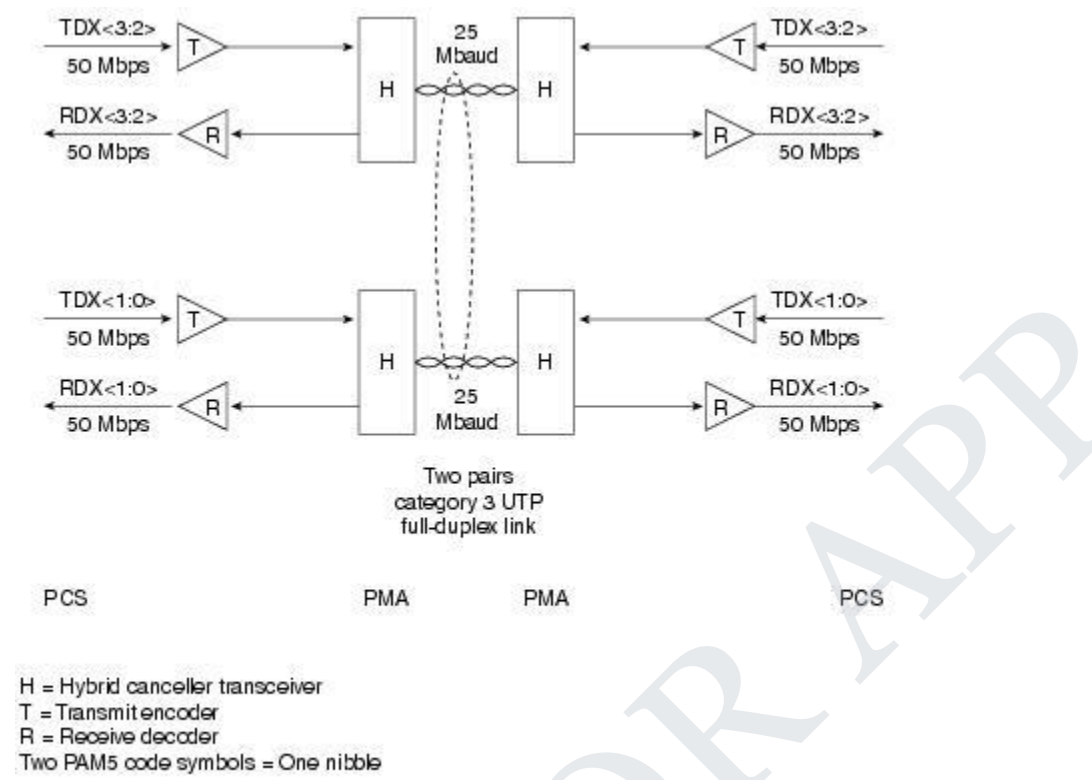 TDX<3:2>
50 Mbps
T
25
Mbaud
TDX<3:2>
50 Mbps
T
H
H
RDX<3:2>
50 Mbps
R
RDX<3:2>
50 Mbps
R
TDX<1:0>
50 Mbps
T
TDX<1:0>
50 Mbps
T
H
H
RDX<1:0>
50 Mbps
R
25
Mbaud
RDX<1:0>
50 Mbps
R
Two pairs
category 3 UTP
full-duplex link
PCS PMA PMA PCS
H = Hybrid canceller transceiver
T = Transmit encoder
R = Receive decoder
Two PAM5 code symbols = One nibble
OR APP